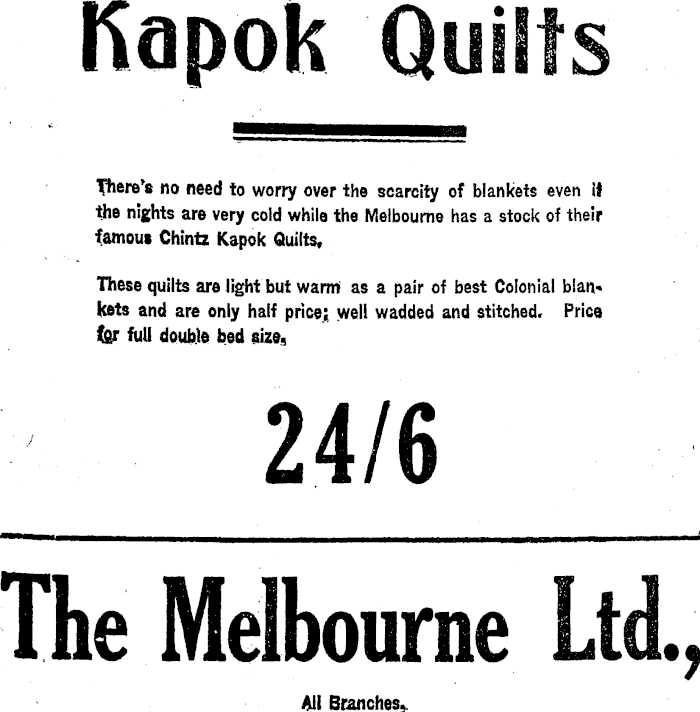 Kapok Quilts
There's no need to worry over the scarcity of blankets even if
the nights are very cold while the Melbourne has a stock of their
famous Chintz Kapok Quilts.
These quilts are light but warm as a pair of best Colonial blan-
kets and are only half price; well wadded and stitched. Price
for full double bed size,
24/6
The Melbourne Ltd.,
All Branches.